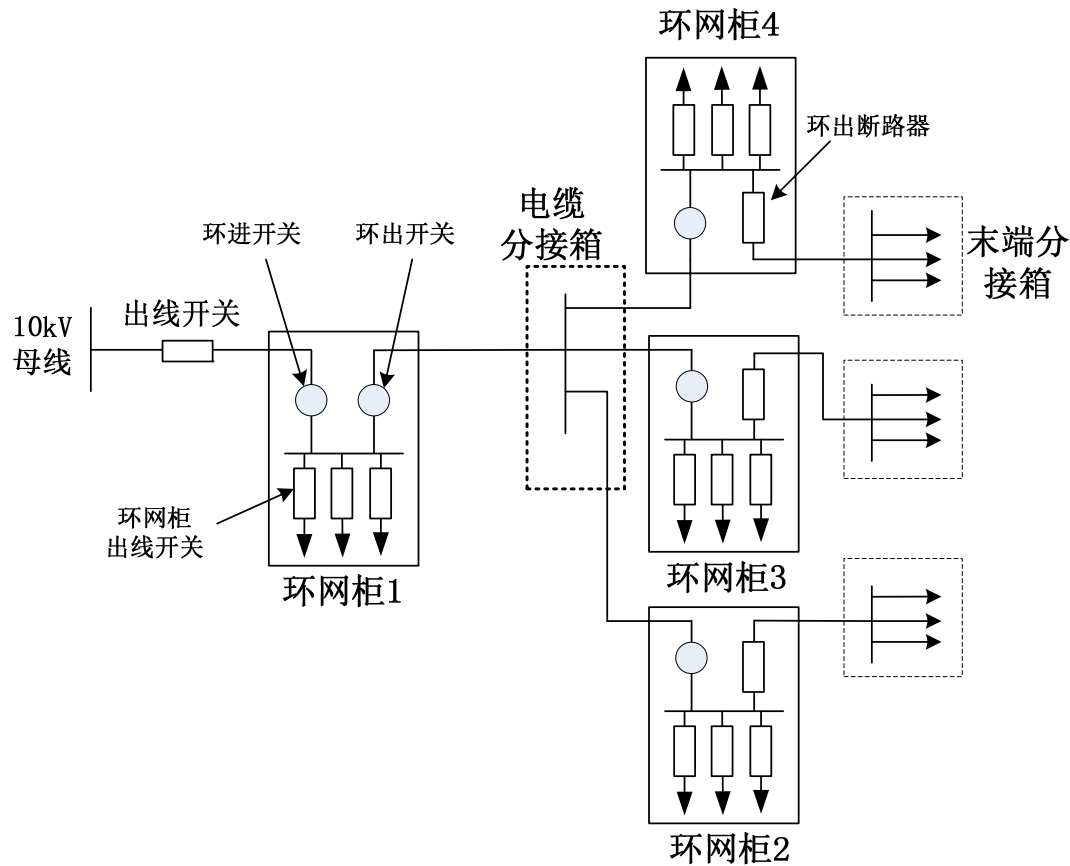 环网柜4
环出断路器
电缆
分接箱
环进开关
环出开关
末端分
接箱
10kV
母线
出线开关
环网柜
出线开关
环网柜1
环网柜3
环网柜2